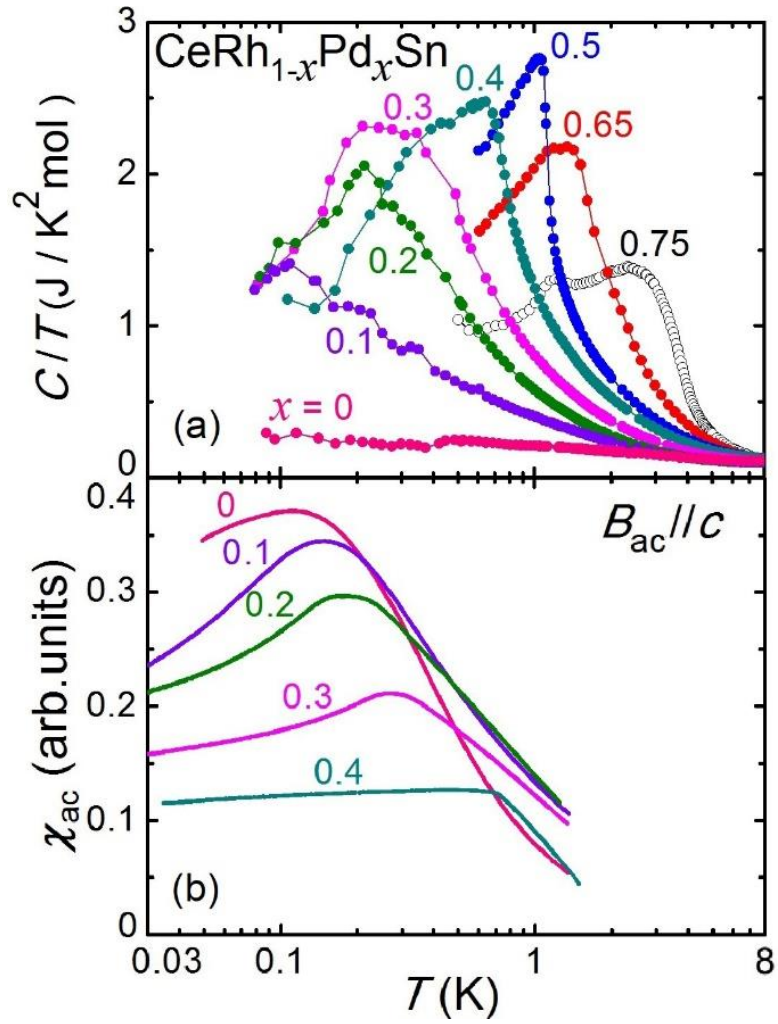 CeRh1-xPdxSn
C/T (J / K²mol)
3
2
1
0
0.5
0.4
0.3
0.65
0.75
0.2
0.1
x = 0
(a)
χac (arb.units)
0.4
0.3
0.2
0.1
0
Bac//c
0
0.1
0.2
0.3
0.4
(b)
0.03 0.1 1 8
T (K)